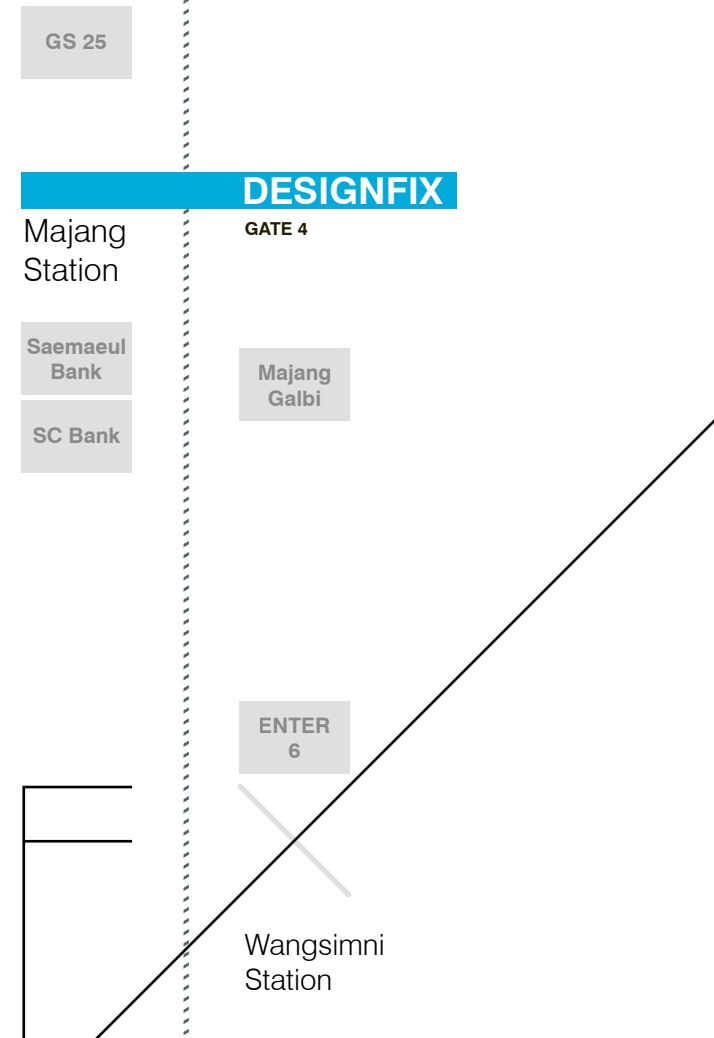 GS 25
DESIGNFIX
GATE 4
Majang
Station
Saemaeul
Bank
Majang
Galbi
SC Bank
ENTER
6
Wangsimni
Station